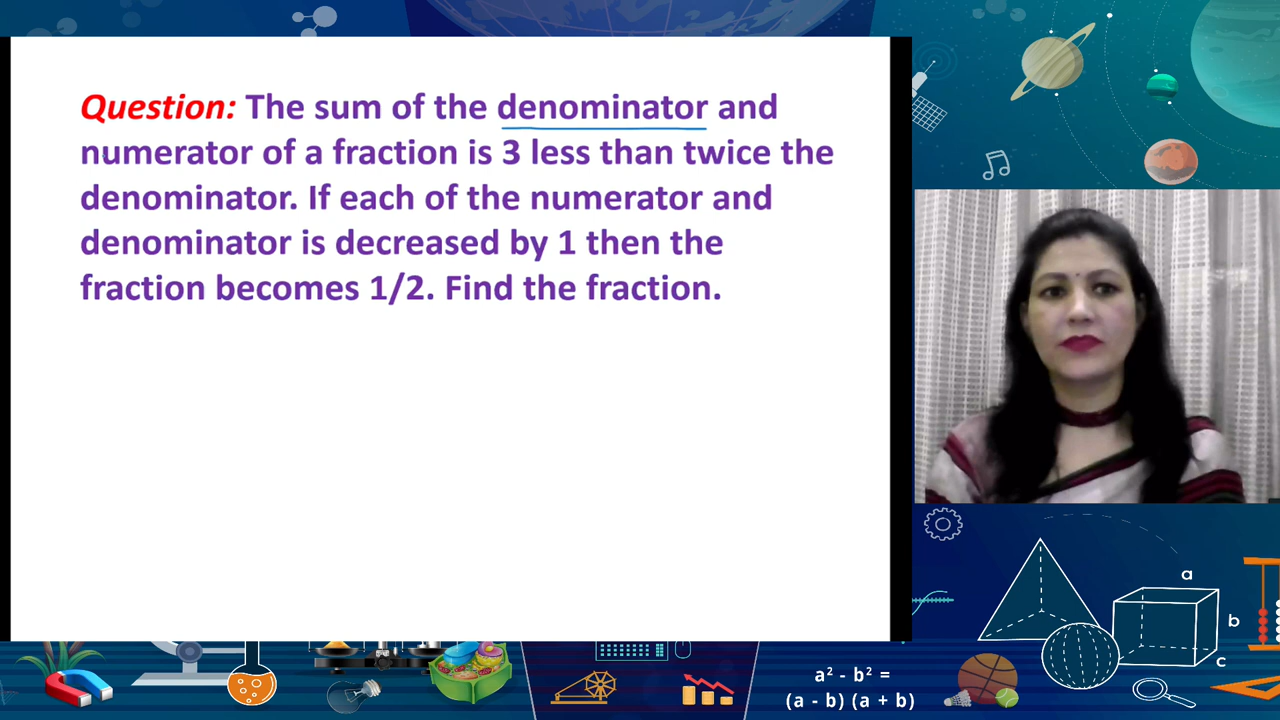 Question: The sum of the denominator and
numerator of a fraction is 3 less than twice the
denominator. If each of the numerator and
denominator is decreased by 1 then the
fraction becomes 1/2. Find the fraction.
a
b
c
a² - b² =
(a - b) (a + b)